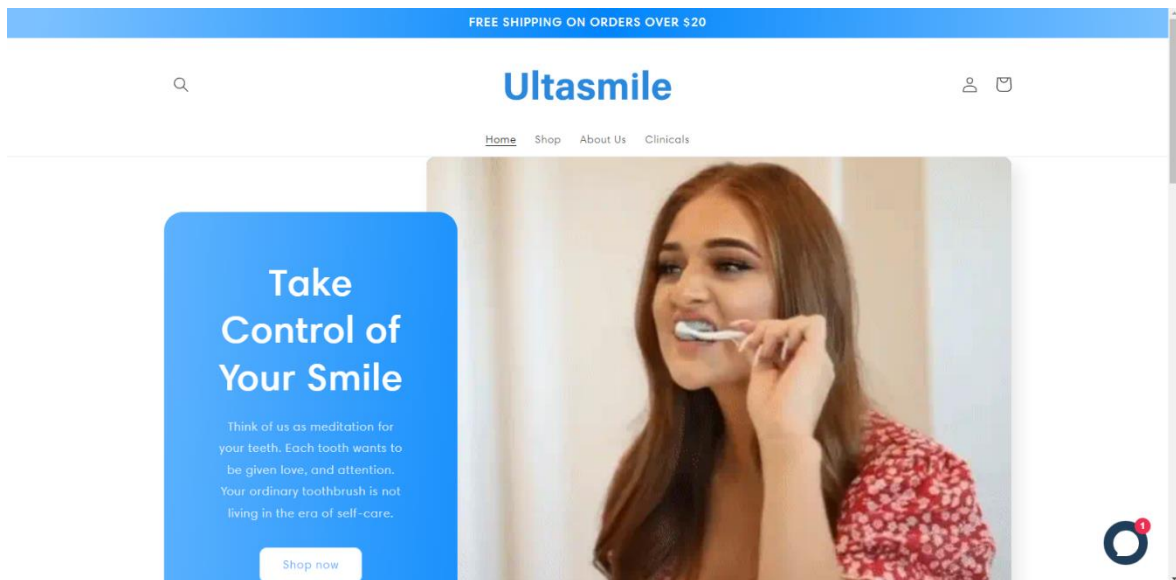 FREE SHIPPING ON ORDERS OVER $20
Ultasmile
Home Shop About Us Clinicals
Take
Control of
Your Smile
Think of us as meditation for
your teeth. Each tooth wants to
be given love, and attention.
Your ordinary toothbrush is not
living in the era of self-care.
Shop now
1